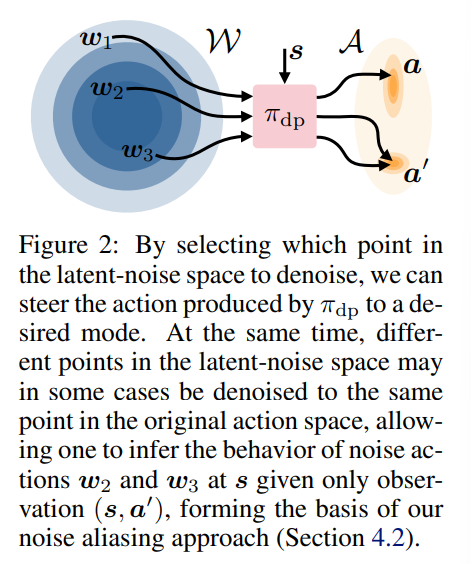 w1 𝒲 s 𝒜 a
w2 πdp
w3 a′
Figure 2: By selecting which point in
the latent-noise space to denoise, we can
steer the action produced by πdp to a de-
sired mode. At the same time, differ-
ent points in the latent-noise space may
in some cases be denoised to the same
point in the original action space, allow-
ing one to infer the behavior of noise ac-
tions w2 and w3 at s given only obser-
vation (s, a′), forming the basis of our
noise aliasing approach (Section 4.2).